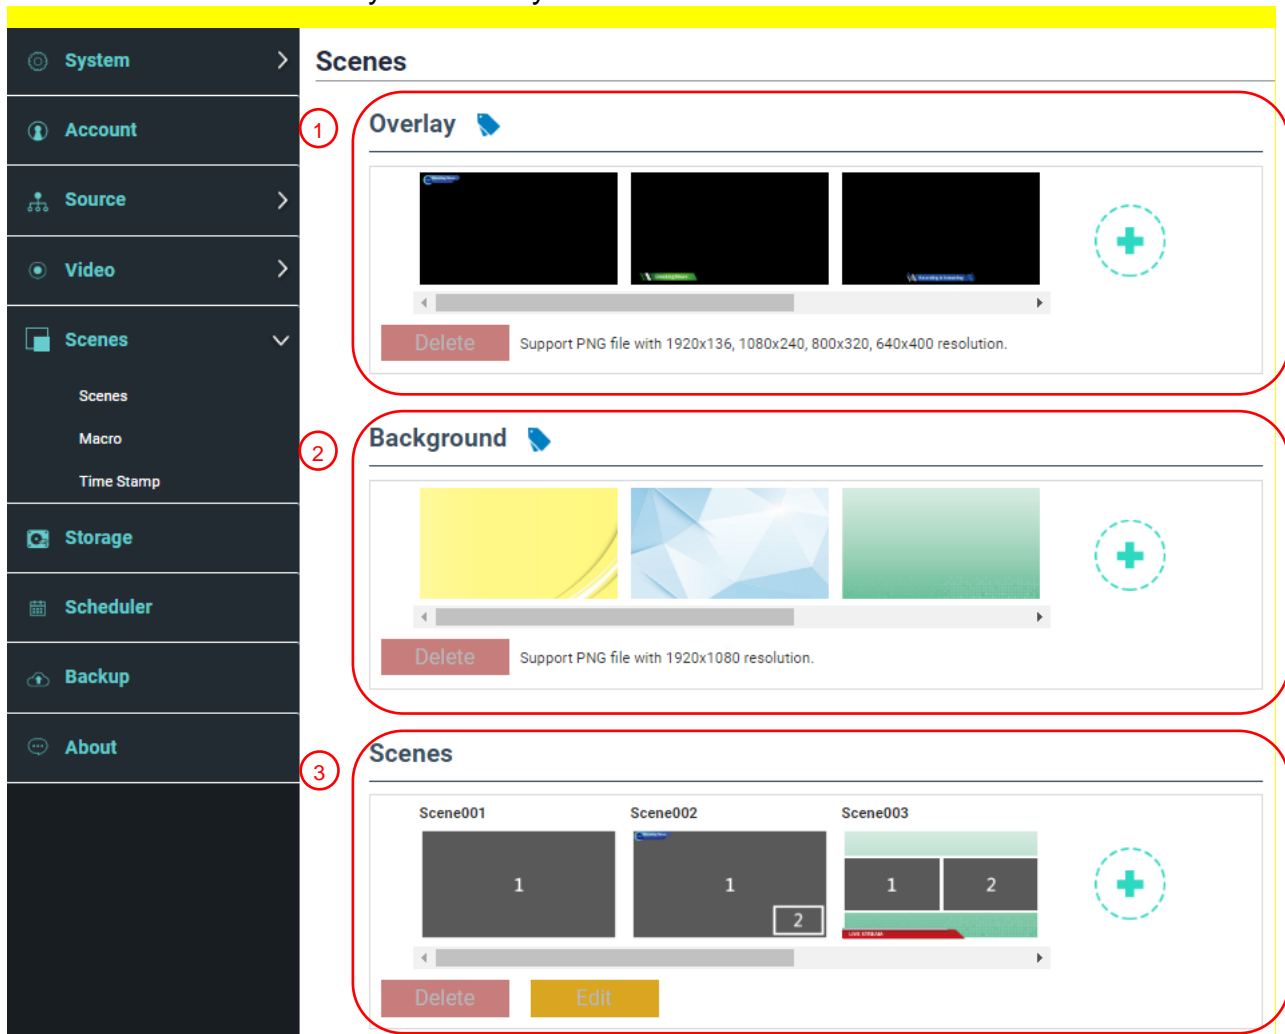 System
Account
Source
Video
Scenes
Scenes
Macro
Time Stamp
Storage
Scheduler
Backup
About
Scenes
1
Overlay
Delete
Support PNG file with 1920x136, 1080x240, 800x320, 640x400 resolution.
2
Background
Delete
Support PNG file with 1920x1080 resolution.
3
Scenes
Scene001 Scene002 Scene003
1 1 2 1 2
LIVE STREAM
Delete Edit